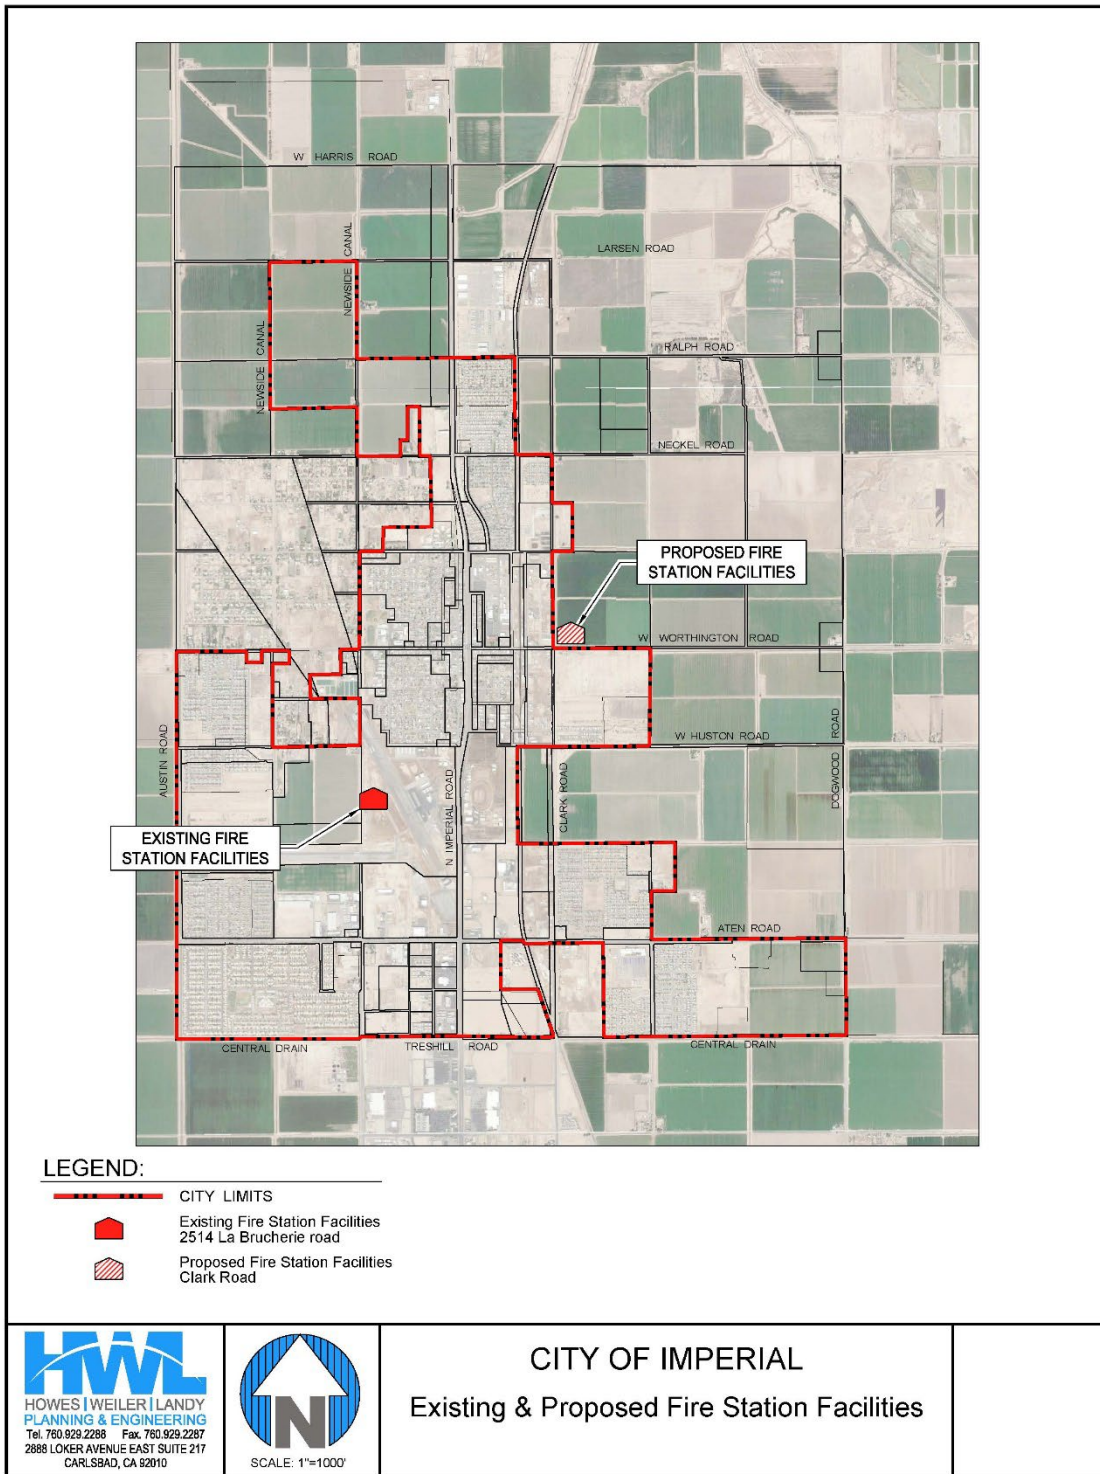 W HARRIS ROAD
LARSEN ROAD
NEWSIDE CANAL
NEWSIDE CANAL
RALPH ROAD
NECKEL ROAD
PROPOSED FIRE
STATION FACILITIES
W WORTHINGTON ROAD
W HUSTON ROAD
AUSTIN ROAD
N IMPERIAL ROAD
CLARK ROAD
DOGWOOD ROAD
EXISTING FIRE
STATION FACILITIES
ATEN ROAD
CENTRAL DRAIN
TRESHILL ROAD
CENTRAL DRAIN
LEGEND:
CITY LIMITS
Existing Fire Station Facilities
2514 La Brucherie road
Proposed Fire Station Facilities
Clark Road
HWL
HOWES | WEILER | LANDY
PLANNING & ENGINEERING
Tel. 760.929.2288 Fax. 760.929.2287
2888 LOKER AVENUE EAST SUITE 217
CARLSBAD, CA 92010
N
SCALE: 1"=1000'
CITY OF IMPERIAL
Existing & Proposed Fire Station Facilities